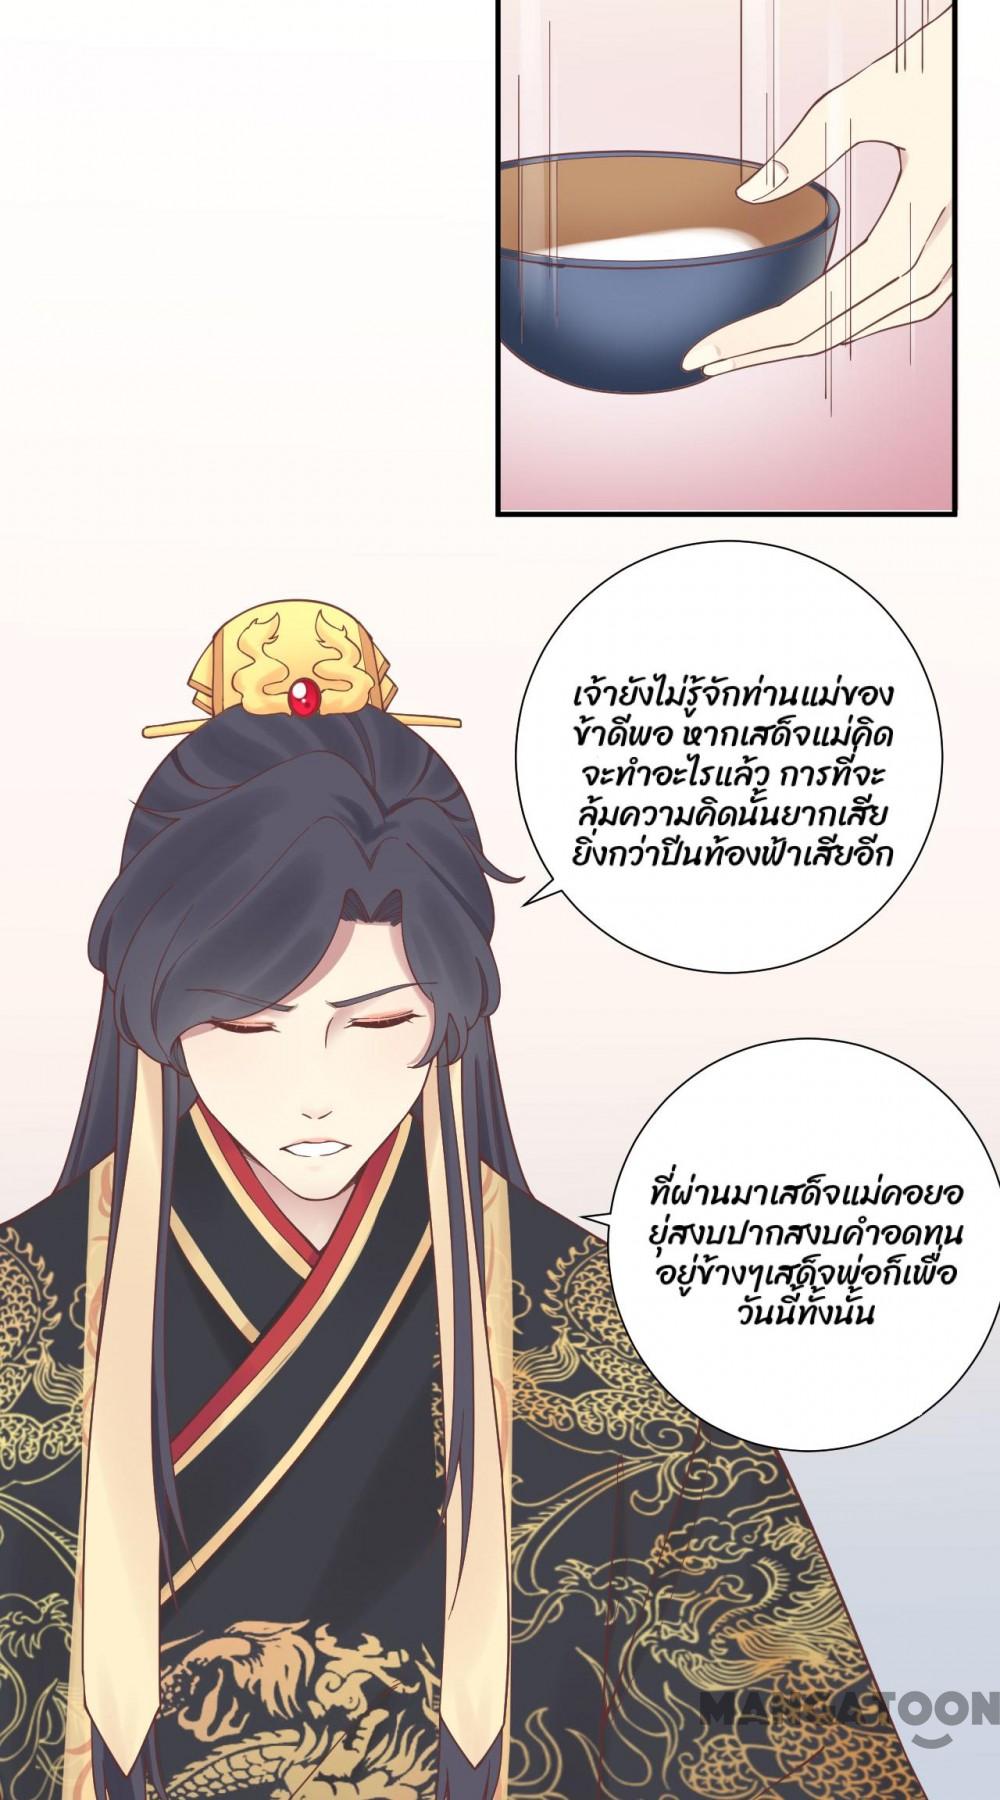 เจ้ายังไม่รู้จักท่านแม่ของ
ข้าดีพอ หากเสด็จแม่คิด
จะทำอะไรแล้ว การที่จะ
ล้มความคิดนั้นยากเสีย
ยิ่งกว่าปีนท้องฟ้าเสียอีก
ที่ผ่านมาเสด็จแม่คอยอ
ยุ่สงบปากสงบคำอดทน
อยู่ข้างๆเสด็จพ่อก็เพื่อ
วันนี้ทั้งนั้น
MANGATOON